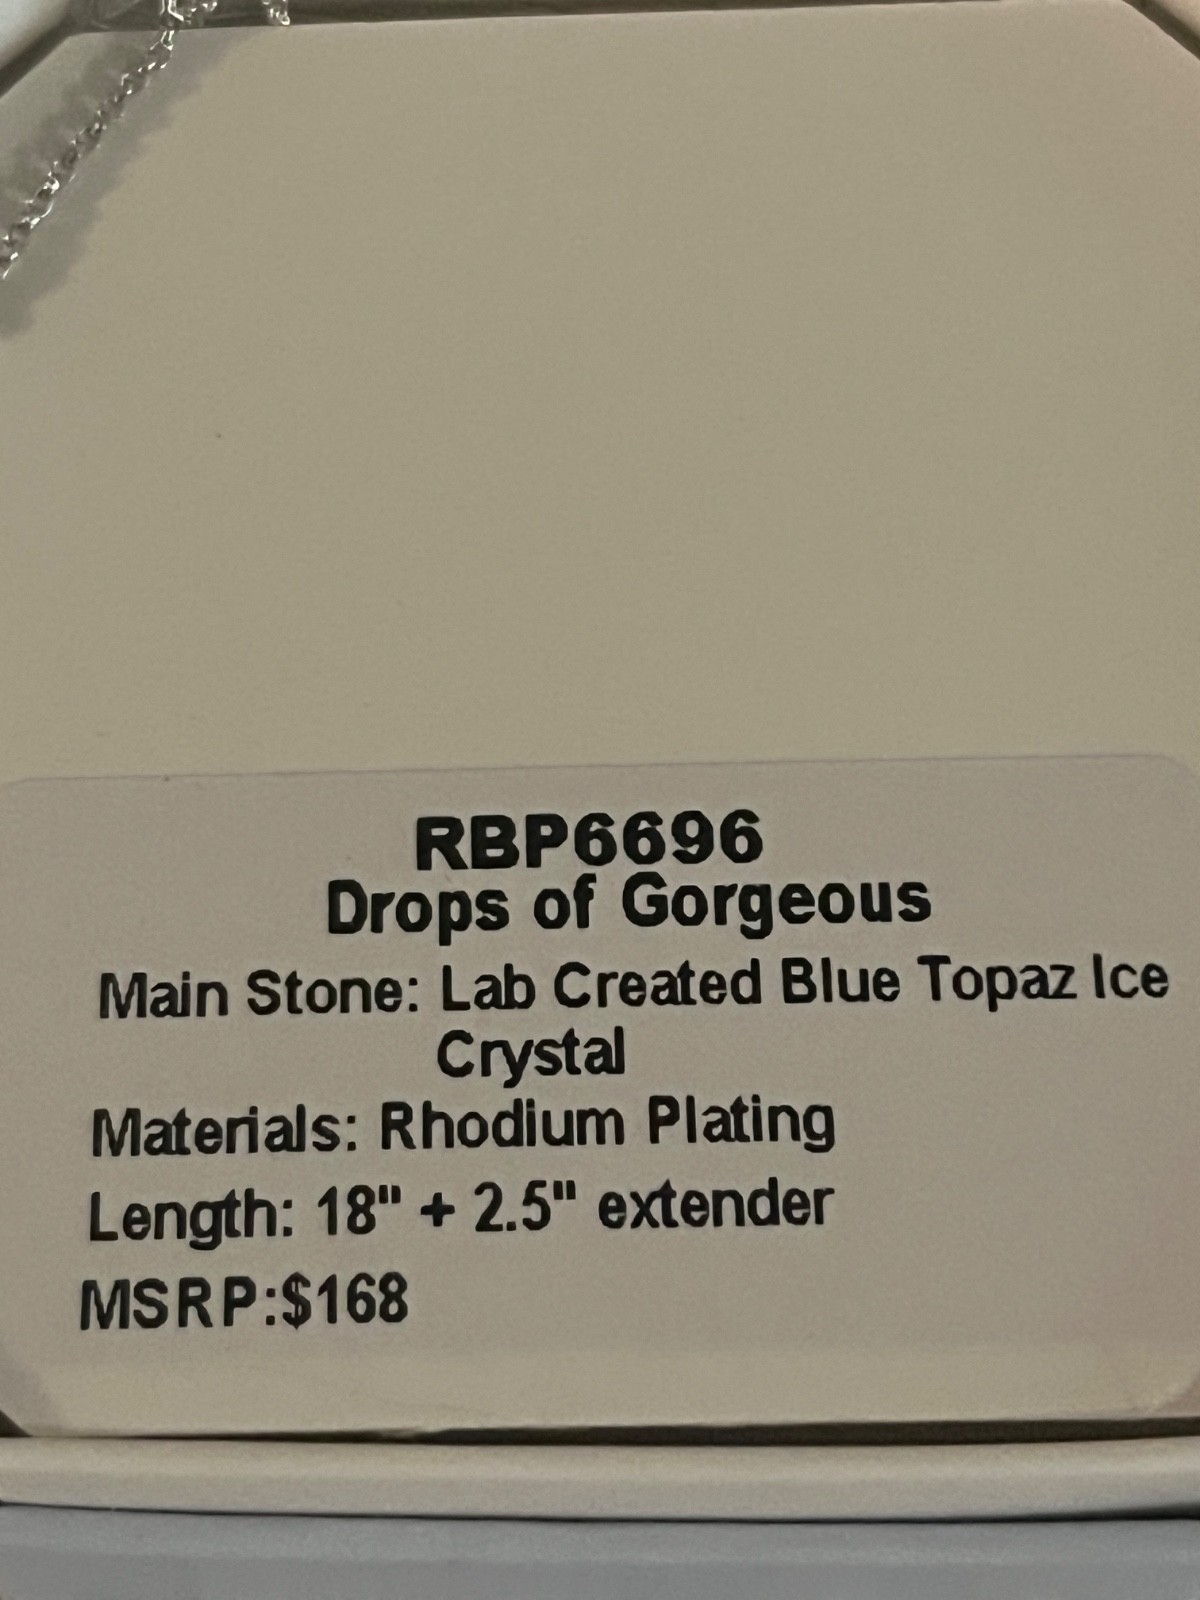 RBP6696
Drops of Gorgeous
Main Stone: Lab Created Blue Topaz Ice
Crystal
Materials: Rhodium Plating
Length: 18" + 2.5" extender
MSRP:$168